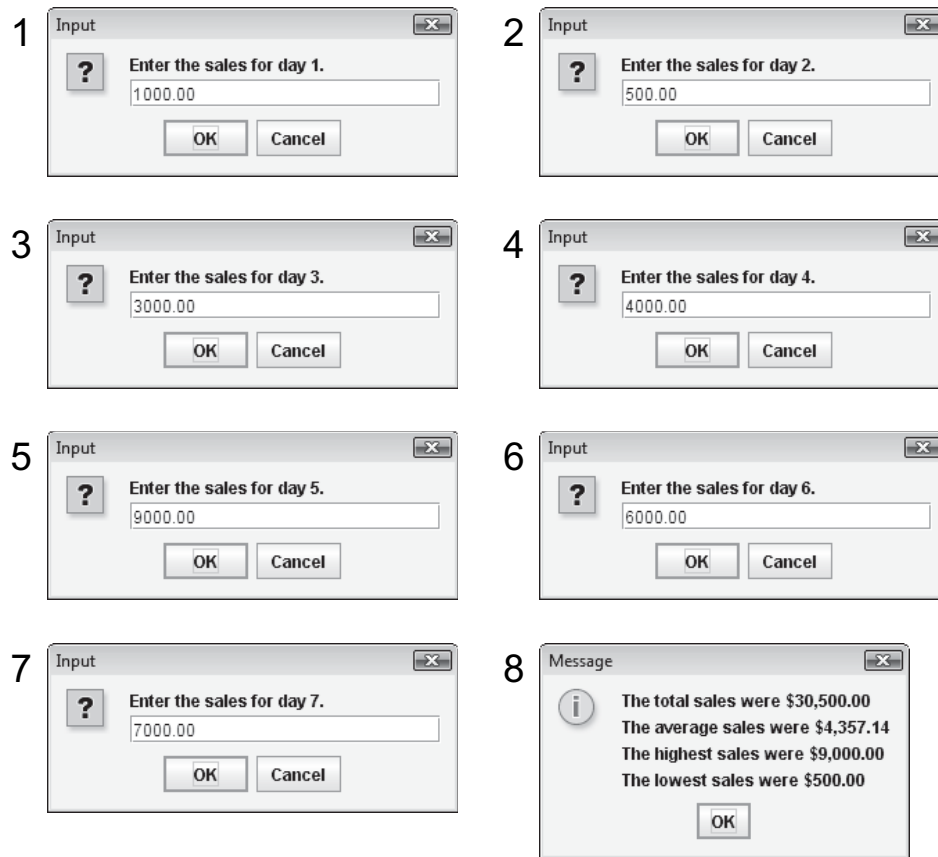 1
Input
? Enter the sales for day 1.
1000.00
OK Cancel
2
Input
? Enter the sales for day 2.
500.00
OK Cancel
3
Input
? Enter the sales for day 3.
3000.00
OK Cancel
4
Input
? Enter the sales for day 4.
4000.00
OK Cancel
5
Input
? Enter the sales for day 5.
9000.00
OK Cancel
6
Input
? Enter the sales for day 6.
6000.00
OK Cancel
7
Input
? Enter the sales for day 7.
7000.00
OK Cancel
8
Message
i The total sales were $30,500.00
The average sales were $4,357.14
The highest sales were $9,000.00
The lowest sales were $500.00
OK